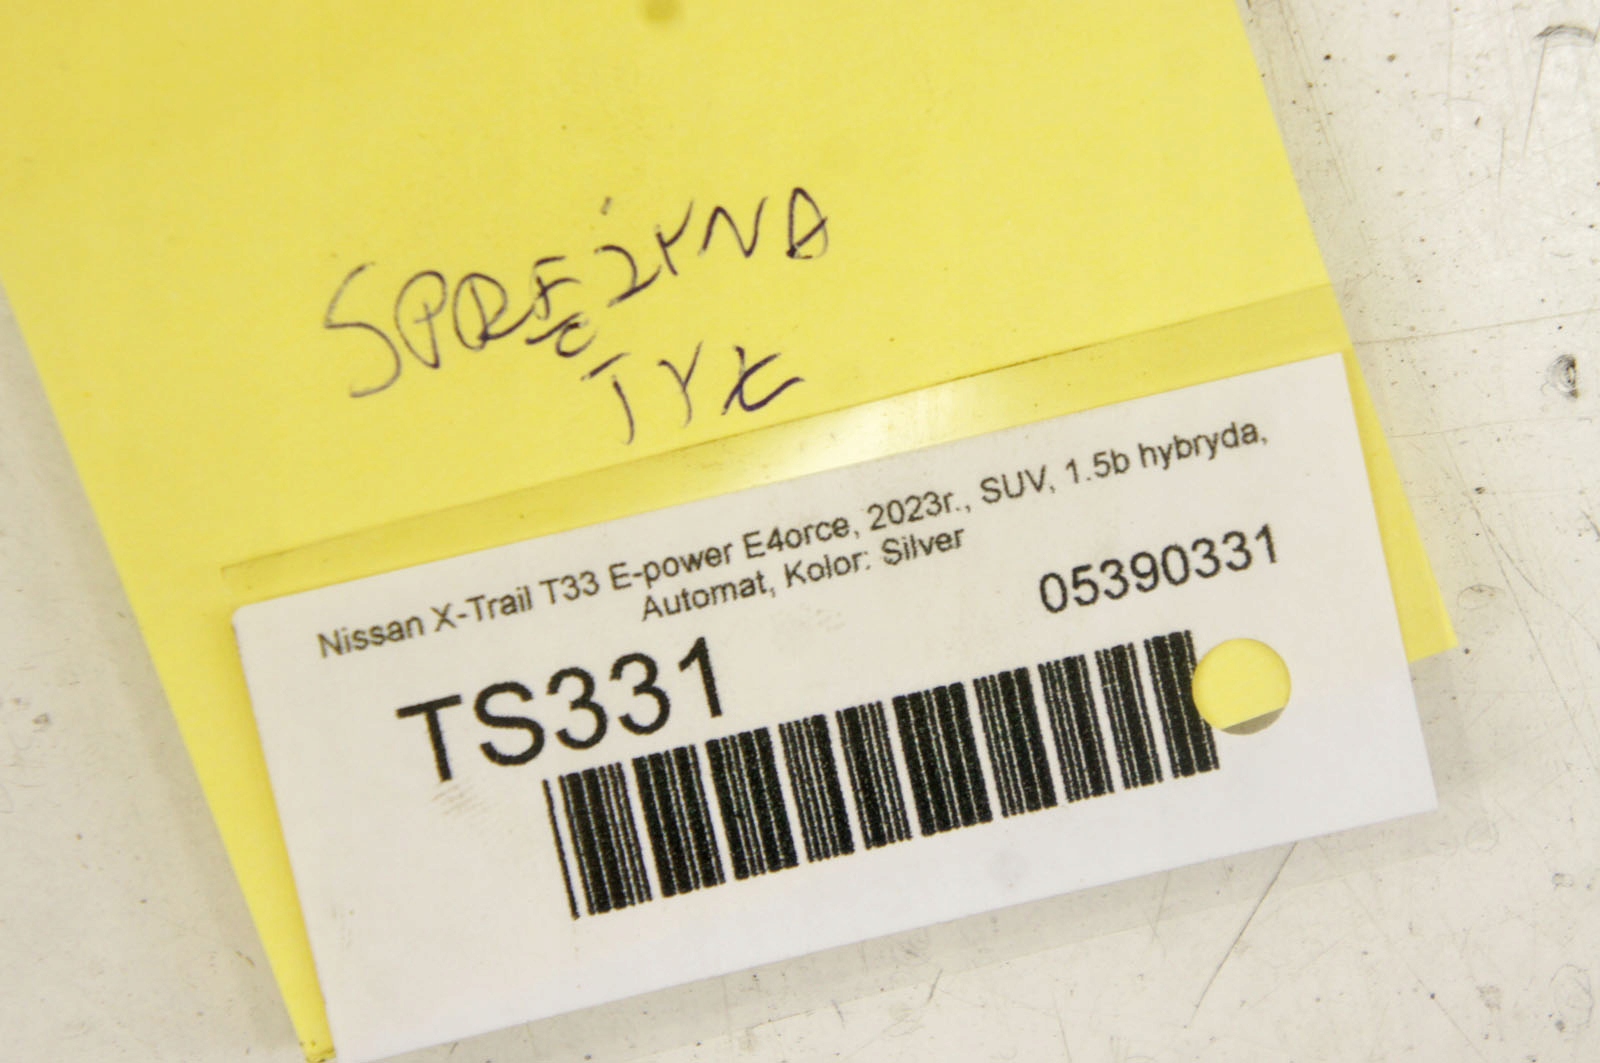 SPRĘŻYNA
TYŁ
Nissan X-Trail T33 E-power E4orce, 2023r., SUV, 1.5b hybryda,
Automat, Kolor: Silver
05390331
TS331